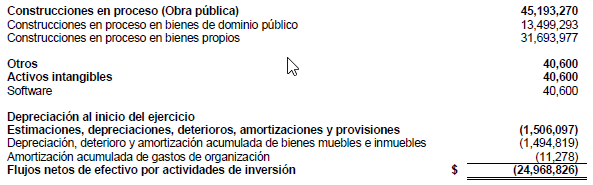 Construcciones en proceso (Obra pública) 45,193,270
Construcciones en proceso en bienes de dominio público 13,499,293
Construcciones en proceso en bienes propios 31,693,977
Otros 40,600
Activos intangibles 40,600
Software 40,600
Depreciación al inicio del ejercicio
Estimaciones, depreciaciones, deterioros, amortizaciones y provisiones (1,506,097)
Depreciación, deterioro y amortización acumulada de bienes muebles e inmuebles (1,494,819)
Amortización acumulada de gastos de organización (11,278)
Flujos netos de efectivo por actividades de inversión $ (24,968,826)